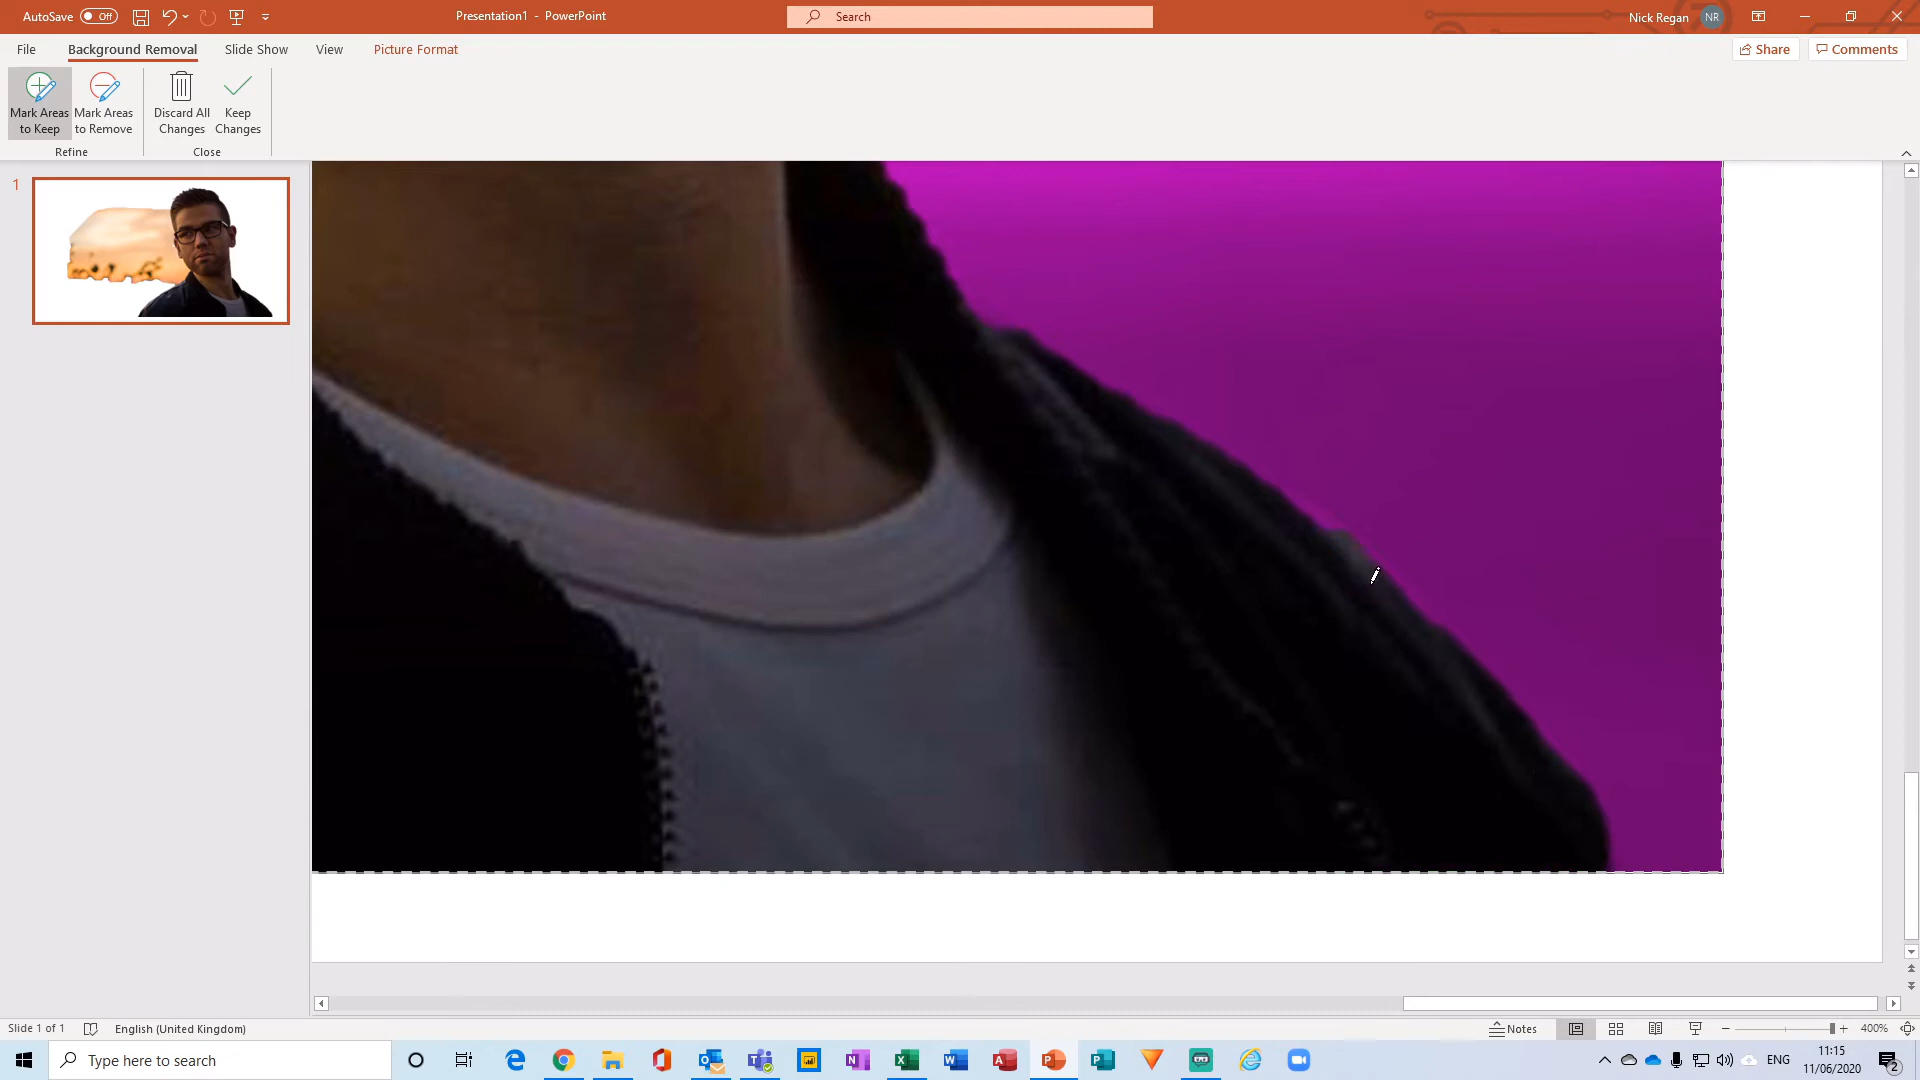 AutoSave Off
Presentation1 - PowerPoint
Search
Nick Regan NR
File
Background Removal
Slide Show
View
Picture Format
Share
Comments
Mark Areas to Keep
Mark Areas to Remove
Discard All Changes
Keep Changes
Refine
Close
1
Slide 1 of 1
English (United Kingdom)
Notes
400%
Type here to search
ENG
11:15
11/06/2020
2